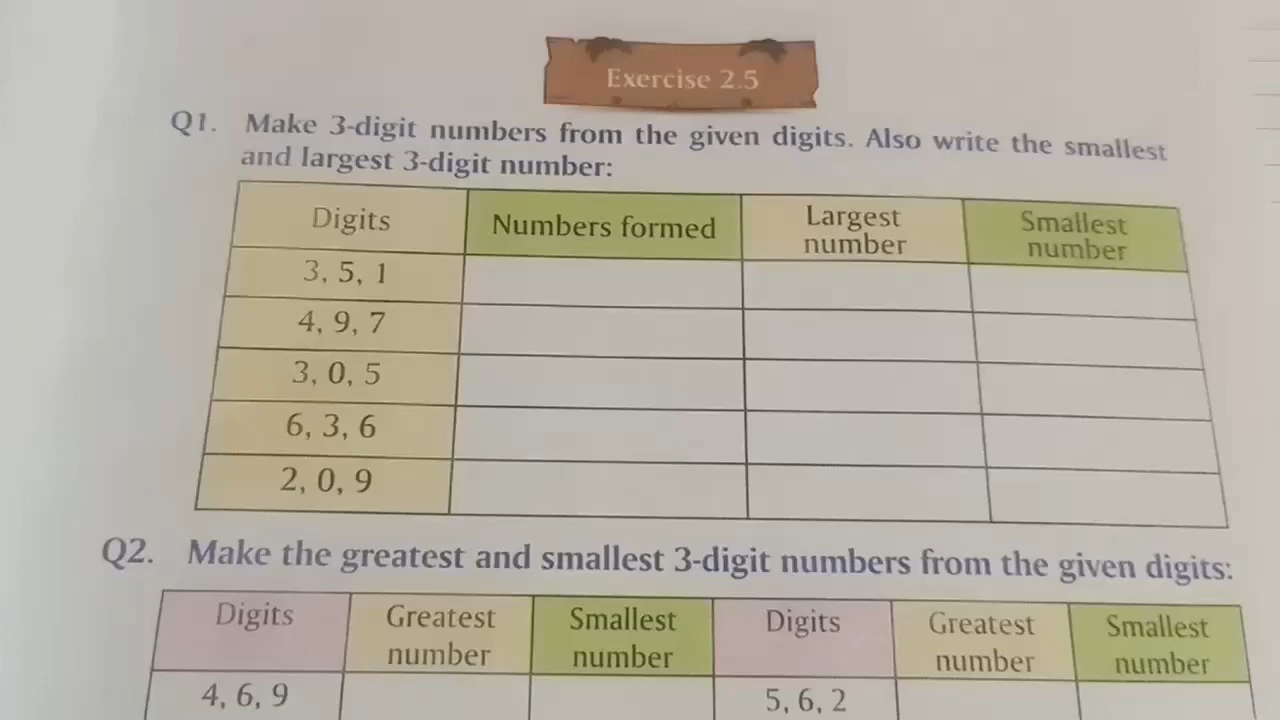 Exercise 2.5
Q1. Make 3-digit numbers from the given digits. Also write the smallest
and largest 3-digit number:
Digits Numbers formed Largest number Smallest number
3, 5, 1
4, 9, 7
3, 0, 5
6, 3, 6
2, 0, 9
Q2. Make the greatest and smallest 3-digit numbers from the given digits:
Digits Greatest number Smallest number Digits Greatest number Smallest number
4, 6, 9 5, 6, 2